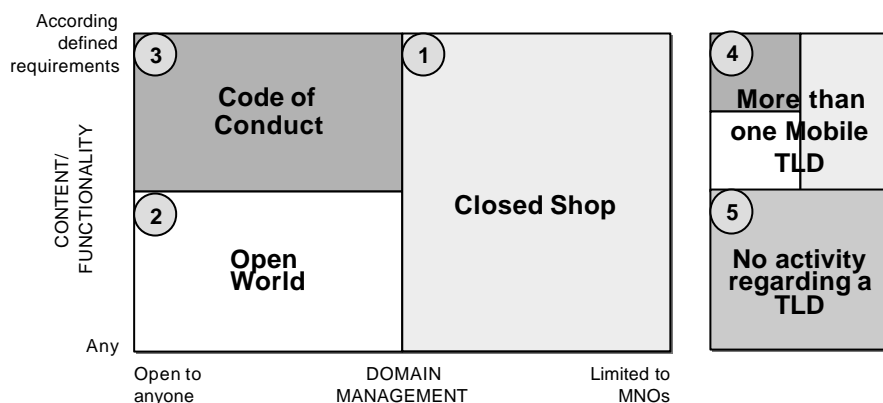 According
defined
requirements
3
Code of
Conduct
1
Closed Shop
2
Open
World
CONTENT/
FUNCTIONALITY
Any
Open to
anyone
DOMAIN
MANAGEMENT
Limited to
MNOs
4
More than
one Mobile
TLD
5
No activity
regarding a
TLD